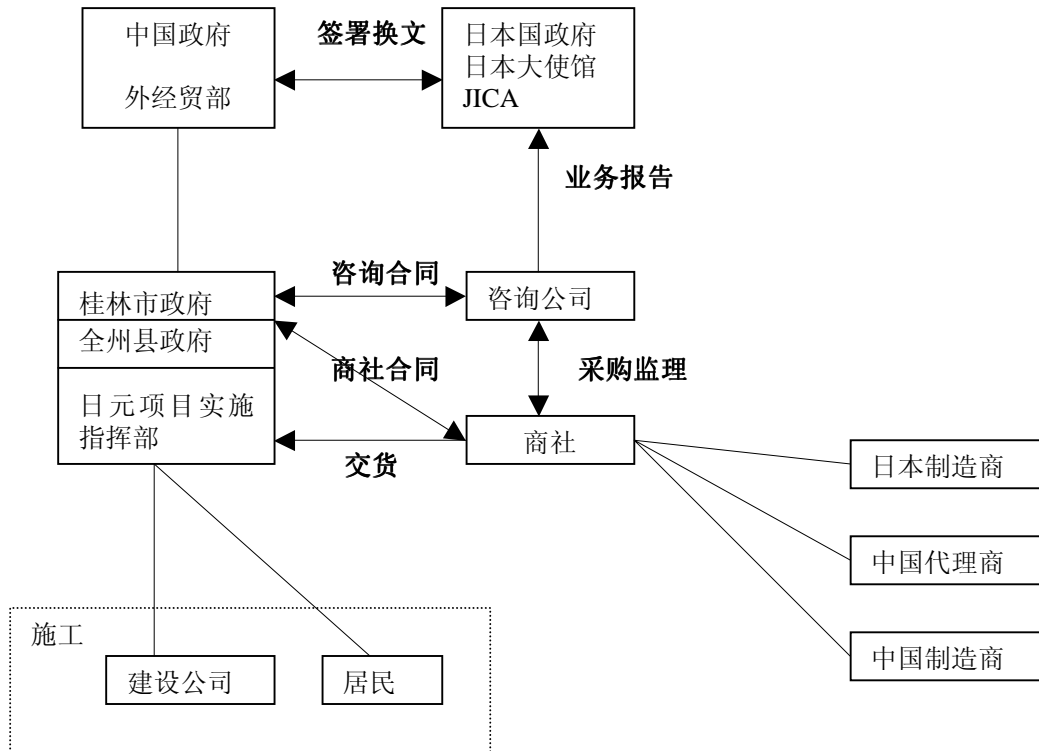 中国政府
外经贸部
签署换文
日本国政府
日本大使馆
JICA
业务报告
桂林市政府
全州县政府
日元项目实施
指挥部
咨询合同
咨询公司
商社合同
采购监理
交货
商社
日本制造商
中国代理商
中国制造商
施工
建设公司
居民